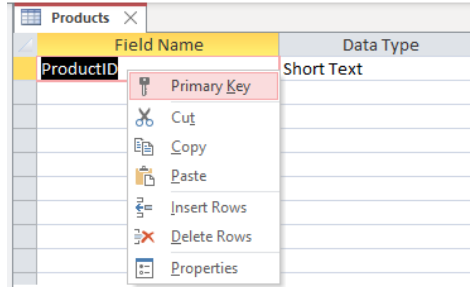 Products
Field Name Data Type
ProductID Short Text
Primary Key
Cut
Copy
Paste
Insert Rows
Delete Rows
Properties